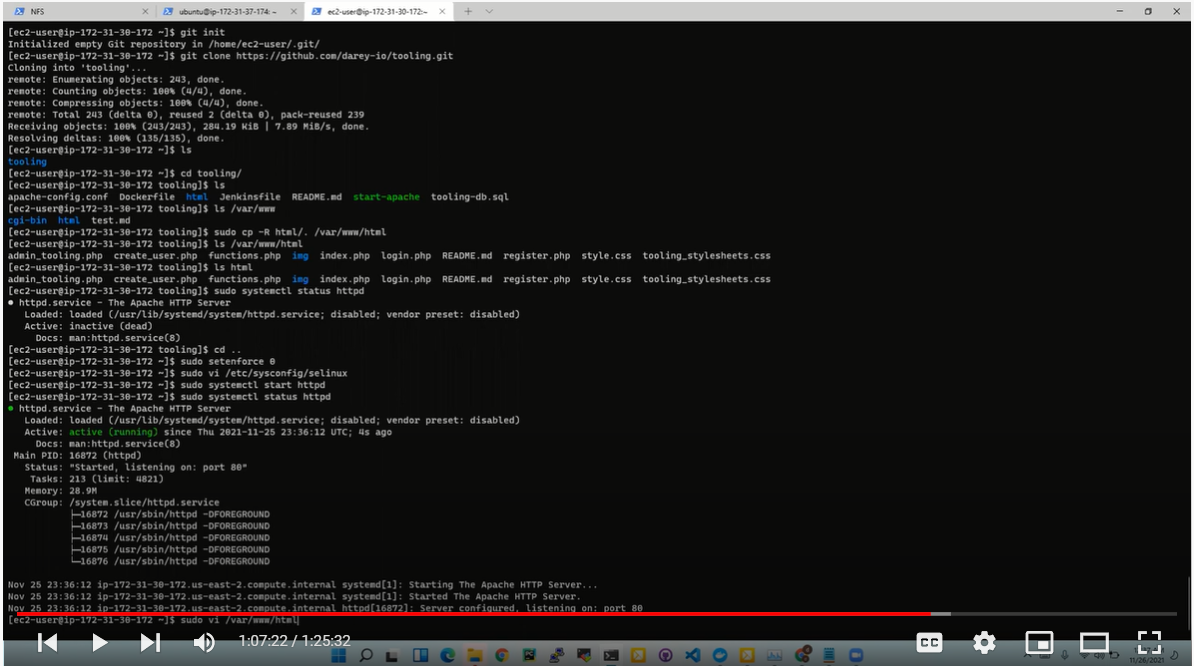 NFS
ubuntu@ip-172-31-37-174: ~
ec2-user@ip-172-31-30-172:~
[ec2-user@ip-172-31-30-172 ~]$ git init
Initialized empty Git repository in /home/ec2-user/.git/
[ec2-user@ip-172-31-30-172 ~]$ git clone https://github.com/darey-io/tooling.git
Cloning into 'tooling'...
remote: Enumerating objects: 243, done.
remote: Counting objects: 100% (4/4), done.
remote: Compressing objects: 100% (4/4), done.
remote: Total 243 (delta 0), reused 2 (delta 0), pack-reused 239
Receiving objects: 100% (243/243), 284.19 KiB | 7.89 MiB/s, done.
Resolving deltas: 100% (135/135), done.
[ec2-user@ip-172-31-30-172 ~]$ ls
tooling
[ec2-user@ip-172-31-30-172 ~]$ cd tooling/
[ec2-user@ip-172-31-30-172 tooling]$ ls
apache-config.conf  Dockerfile  html  Jenkinsfile  README.md  start-apache  tooling-db.sql
[ec2-user@ip-172-31-30-172 tooling]$ ls /var/www
cgi-bin  html  test.md
[ec2-user@ip-172-31-30-172 tooling]$ sudo cp -R html/. /var/www/html
[ec2-user@ip-172-31-30-172 tooling]$ ls /var/www/html
admin_tooling.php  create_user.php  functions.php  img  index.php  login.php  README.md  register.php  style.css  tooling_stylesheets.css
[ec2-user@ip-172-31-30-172 tooling]$ ls html
admin_tooling.php  create_user.php  functions.php  img  index.php  login.php  README.md  register.php  style.css  tooling_stylesheets.css
[ec2-user@ip-172-31-30-172 tooling]$ sudo systemctl status httpd
● httpd.service - The Apache HTTP Server
Loaded: loaded (/usr/lib/systemd/system/httpd.service; disabled; vendor preset: disabled)
Active: inactive (dead)
Docs: man:httpd.service(8)
[ec2-user@ip-172-31-30-172 tooling]$ cd ..
[ec2-user@ip-172-31-30-172 ~]$ sudo setenforce 0
[ec2-user@ip-172-31-30-172 ~]$ sudo vi /etc/sysconfig/selinux
[ec2-user@ip-172-31-30-172 ~]$ sudo systemctl start httpd
[ec2-user@ip-172-31-30-172 ~]$ sudo systemctl status httpd
● httpd.service - The Apache HTTP Server
Loaded: loaded (/usr/lib/systemd/system/httpd.service; disabled; vendor preset: disabled)
Active: active (running) since Thu 2021-11-25 23:36:12 UTC; 4s ago
Docs: man:httpd.service(8)
Main PID: 16872 (httpd)
Status: "Started, listening on: port 80"
Tasks: 213 (limit: 4821)
Memory: 28.9M
CGroup: /system.slice/httpd.service
├─16872 /usr/sbin/httpd -DFOREGROUND
├─16873 /usr/sbin/httpd -DFOREGROUND
├─16874 /usr/sbin/httpd -DFOREGROUND
├─16875 /usr/sbin/httpd -DFOREGROUND
└─16876 /usr/sbin/httpd -DFOREGROUND
Nov 25 23:36:12 ip-172-31-30-172.us-east-2.compute.internal systemd[1]: Starting The Apache HTTP Server...
Nov 25 23:36:12 ip-172-31-30-172.us-east-2.compute.internal systemd[1]: Started The Apache HTTP Server.
Nov 25 23:36:12 ip-172-31-30-172.us-east-2.compute.internal httpd[16872]: Server configured, listening on: port 80
[ec2-user@ip-172-31-30-172 ~]$ sudo vi /var/www/html
1:07:22 / 1:25:32
CC
11/26/2021